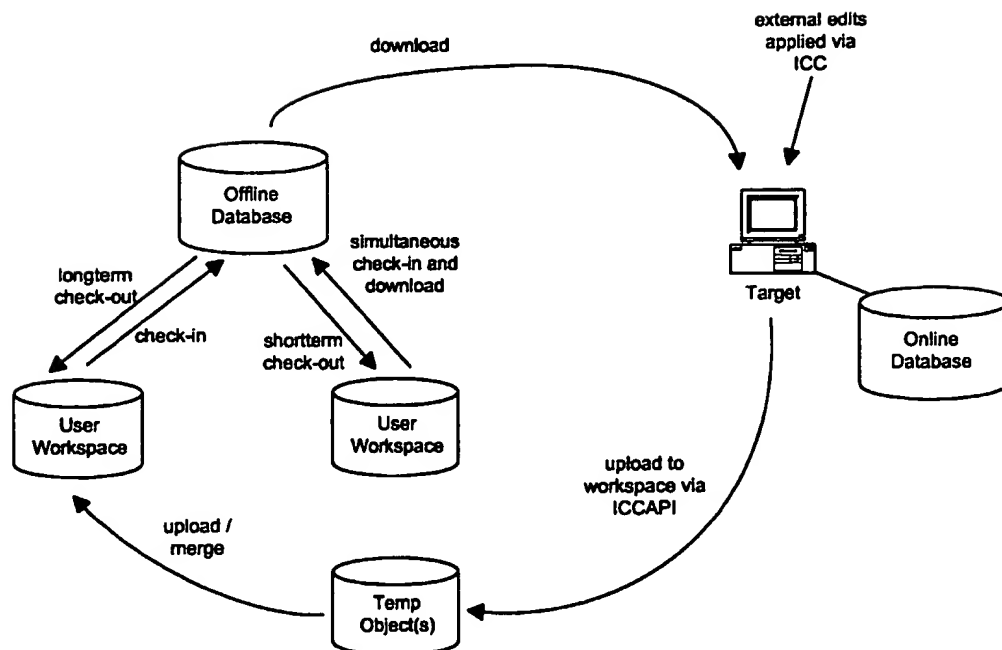 download
external edits
applied via
ICC
Offline
Database
simultaneous
check-in and
download
longterm
check-out
check-in
shortterm
check-out
Target
Online
Database
User
Workspace
User
Workspace
upload to
workspace via
ICCAPI
upload /
merge
Temp
Object(s)